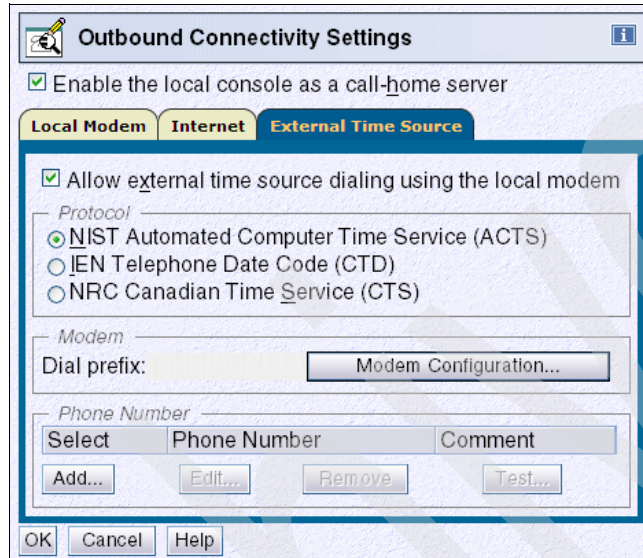 Outbound Connectivity Settings i
Enable the local console as a call-home server
Local Modem Internet External Time Source
Allow external time source dialing using the local modem
Protocol
NIST Automated Computer Time Service (ACTS)
IEN Telephone Date Code (CTD)
NRC Canadian Time Service (CTS)
Modem
Dial prefix: Modem Configuration...
Phone Number
Select Phone Number Comment
Add... Edit... Remove Test...
OK Cancel Help